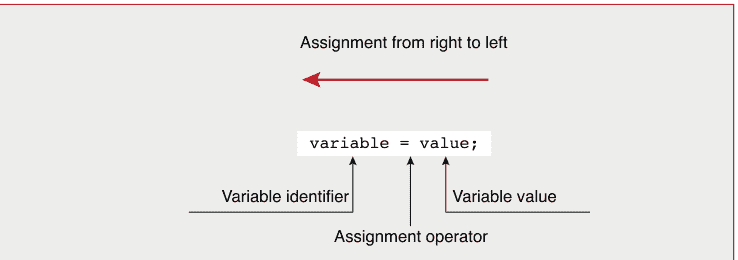 Assignment from right to left
variable = value;
Variable identifier
Variable value
Assignment operator